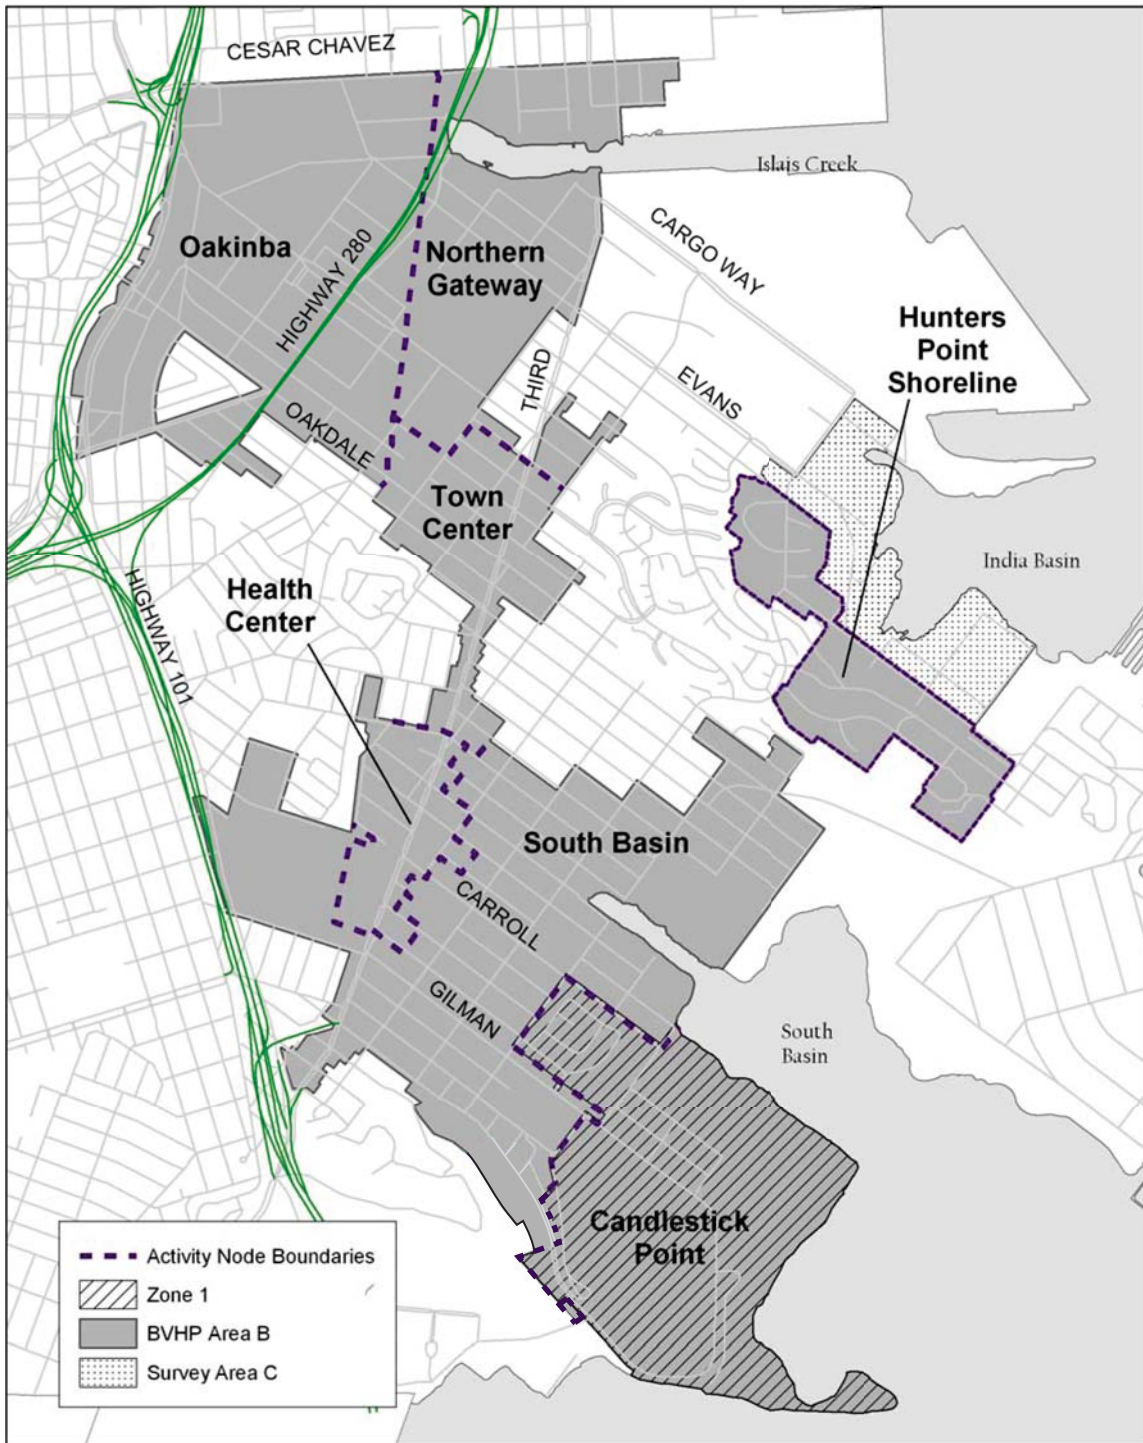 CESAR CHAVEZ
Islais Creek
CARGO WAY
Oakinba
HIGHWAY 280
Northern
Gateway
Hunters
Point
Shoreline
THIRD
EVANS
OAKDALE
Town
Center
India Basin
Health
Center
HIGHWAY 101
South Basin
CARROLL
GILMAN
South
Basin
Candlestick
Point
Activity Node Boundaries
Zone 1
BVHP Area B
Survey Area C